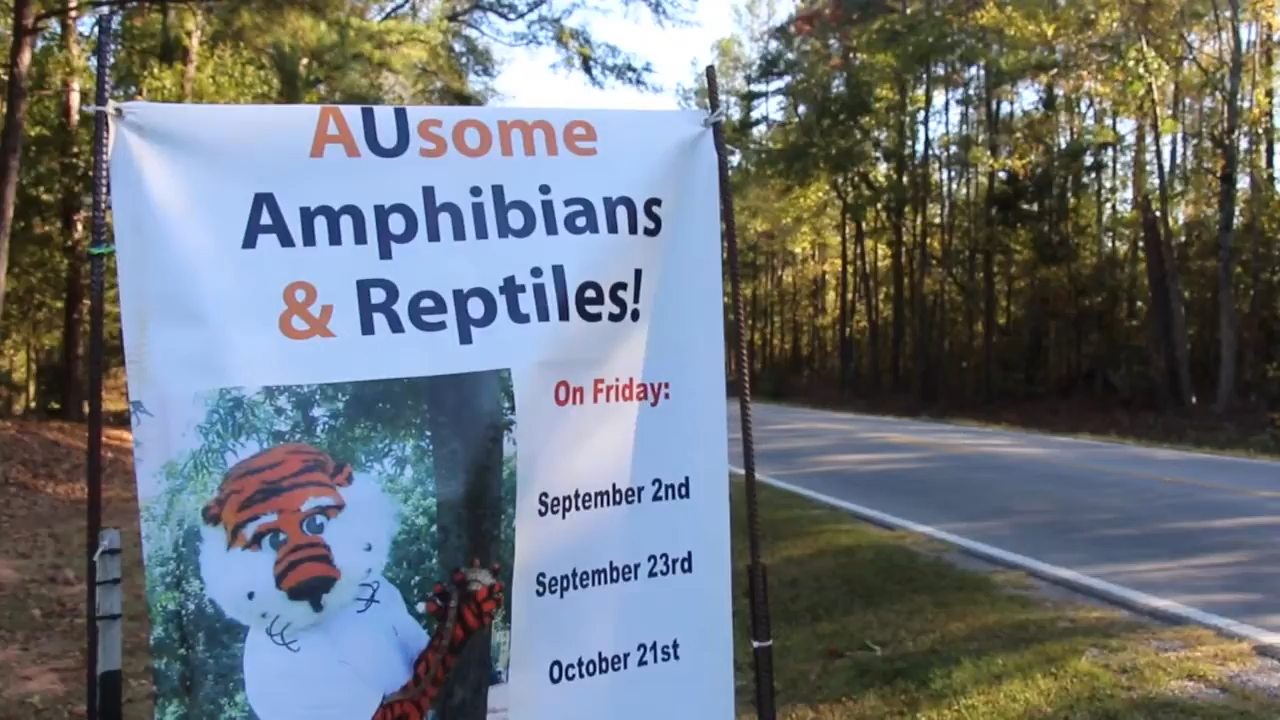 AUsome
Amphibians
& Reptiles!
On Friday:
September 2nd
September 23rd
October 21st